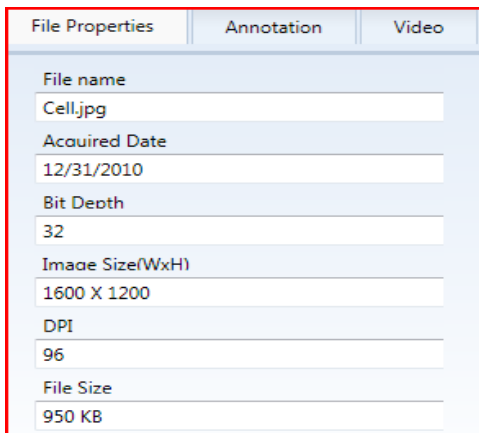 File Properties Annotation Video
File name
Cell.jpg
Acquired Date
12/31/2010
Bit Depth
32
Image Size(WxH)
1600 X 1200
DPI
96
File Size
950 KB